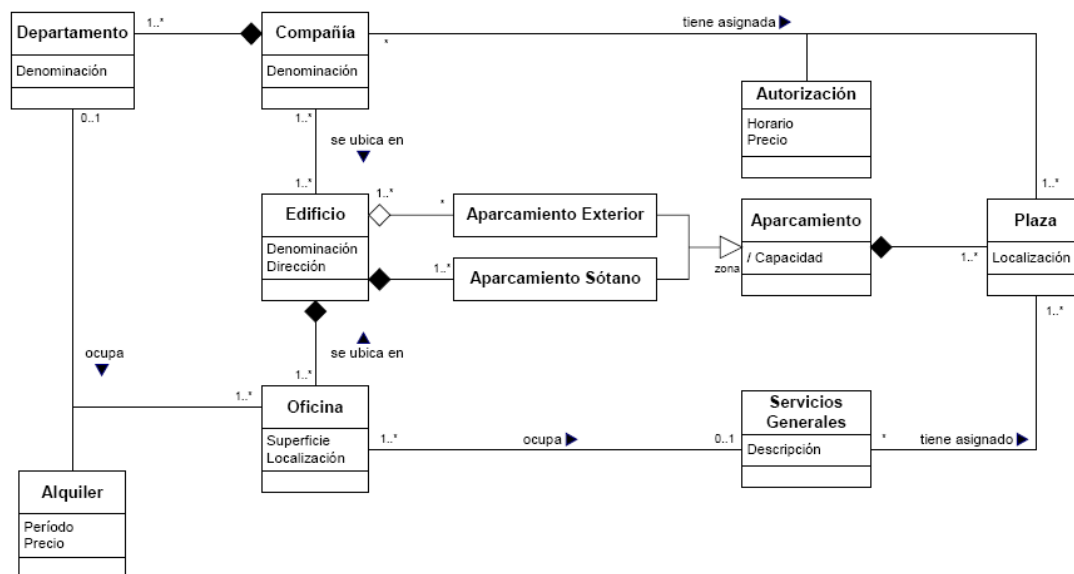 Departamento
Denominación
1..*
Compañía
Denominación
*
tiene asignada
Autorización
Horario
Precio
0..1
1..*
se ubica en
1..*
Edificio
Denominación
Dirección
1..*
*
Aparcamiento Exterior
1..*
Aparcamiento Sótano
zona
Aparcamiento
/ Capacidad
1..*
1..*
Plaza
Localización
1..*
ocupa
se ubica en
1..*
1..*
Oficina
Superficie
Localización
1..*
ocupa
0..1
Servicios
Generales
Descripción
*
tiene asignado
Alquiler
Período
Precio